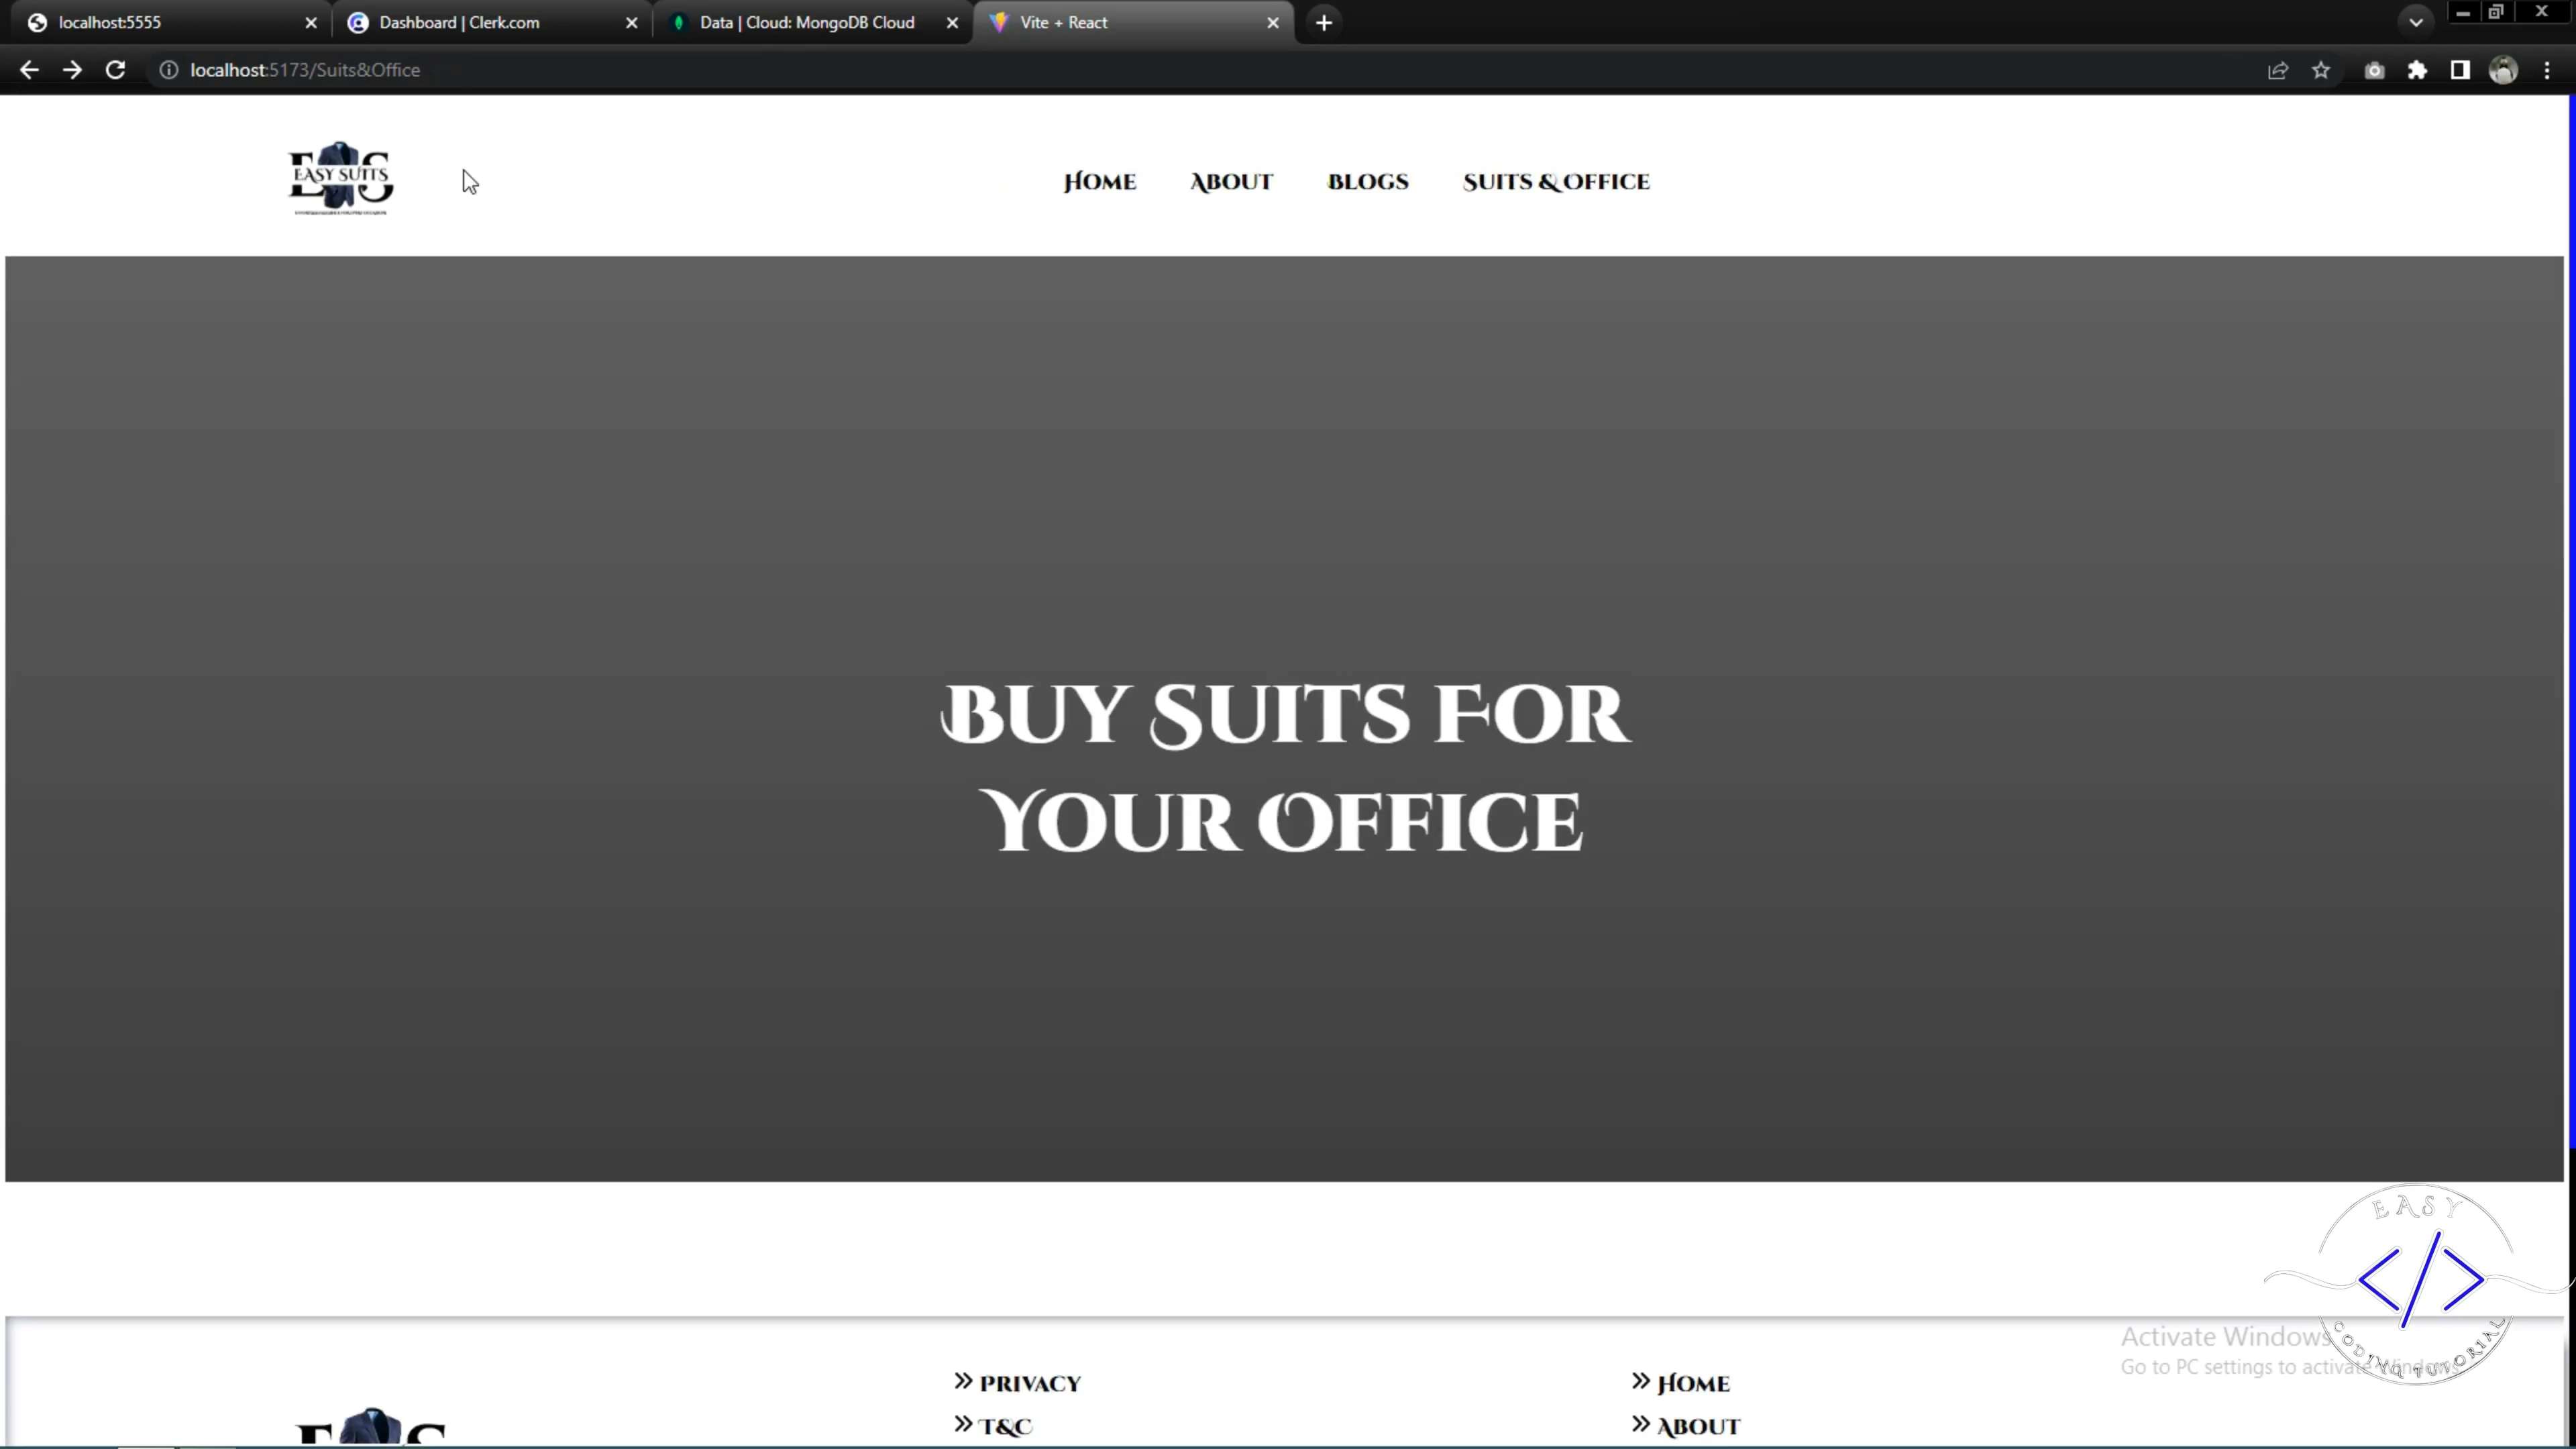 localhost:5555
Dashboard | Clerk.com
Data | Cloud: MongoDB Cloud
Vite + React
localhost:5173/Suits&Office
EASY SUITS
Home
About
Blogs
Suits & Office
Buy Suits For
Your Office
EASY
</>
CODING TUTORIAL
Activate Windows
Go to PC settings to activate Windows.
Privacy
T&C
Home
About